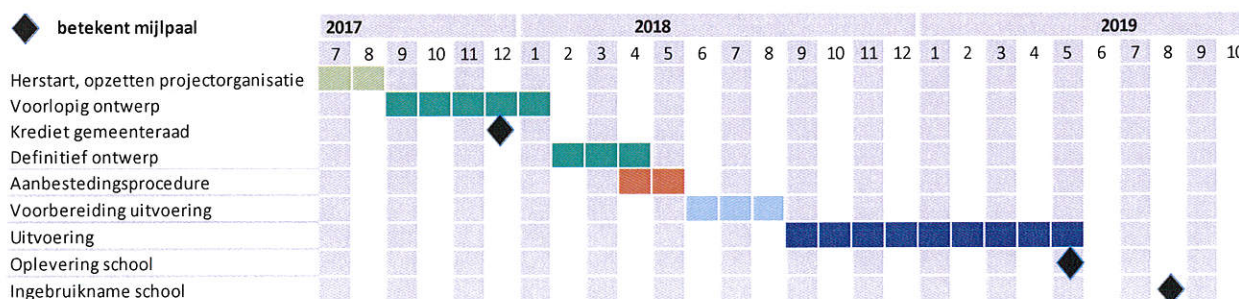 betekent mijlpaal
2017 2018 2019
7 8 9 10 11 12 1 2 3 4 5 6 7 8 9 10 11 12 1 2 3 4 5 6 7 8 9 10
Herstart, opzetten projectorganisatie
Voorlopig ontwerp
Krediet gemeenteraad
Definitief ontwerp
Aanbestedingsprocedure
Voorbereiding uitvoering
Uitvoering
Oplevering school
Ingebruikname school